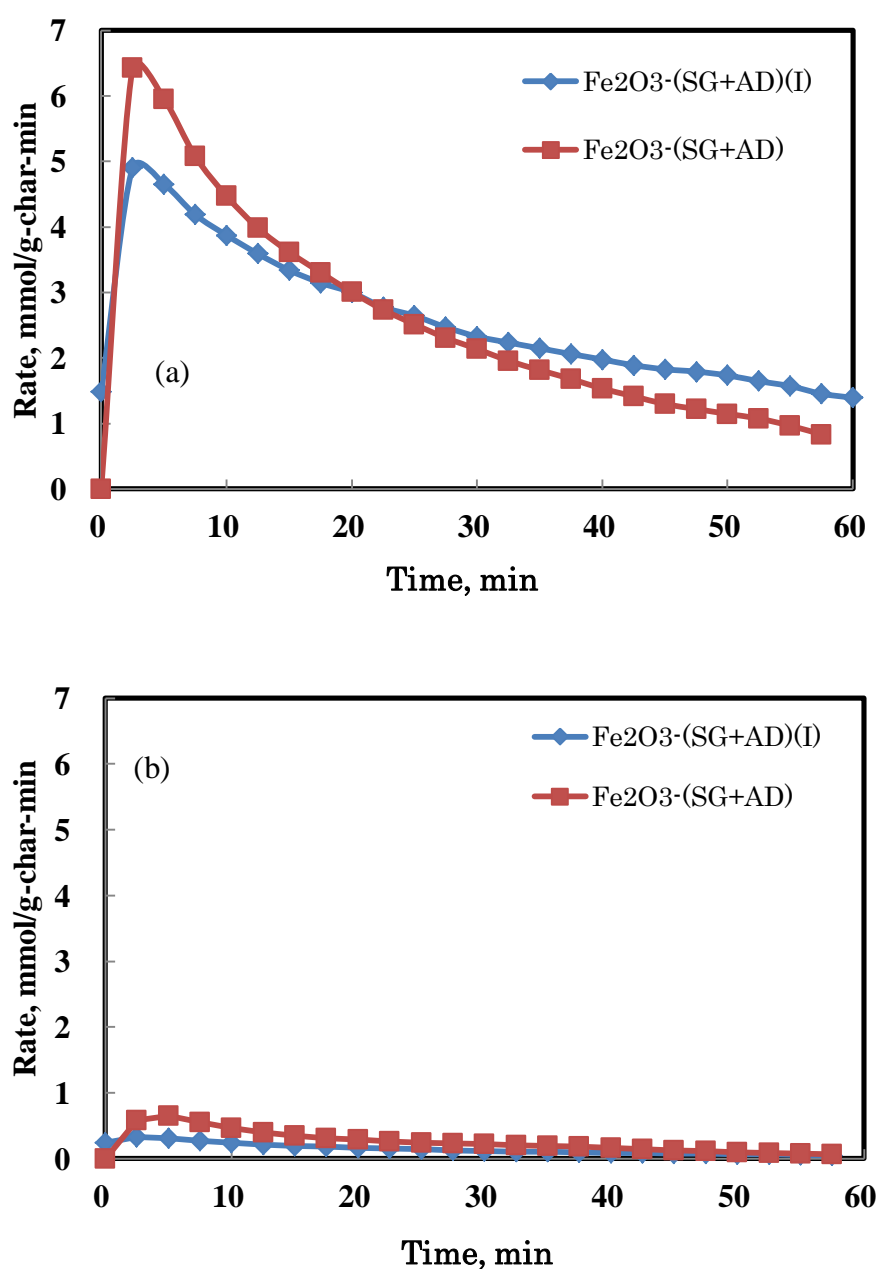 7
6
5
4
3
2
1
0
Rate, mmol/g-char-min
Fe2O3-(SG+AD)(I)
Fe2O3-(SG+AD)
(a)
0 10 20 30 40 50 60
Time, min
7
6
5
4
3
2
1
0
Rate, mmol/g-char-min
Fe2O3-(SG+AD)(I)
Fe2O3-(SG+AD)
(b)
0 10 20 30 40 50 60
Time, min